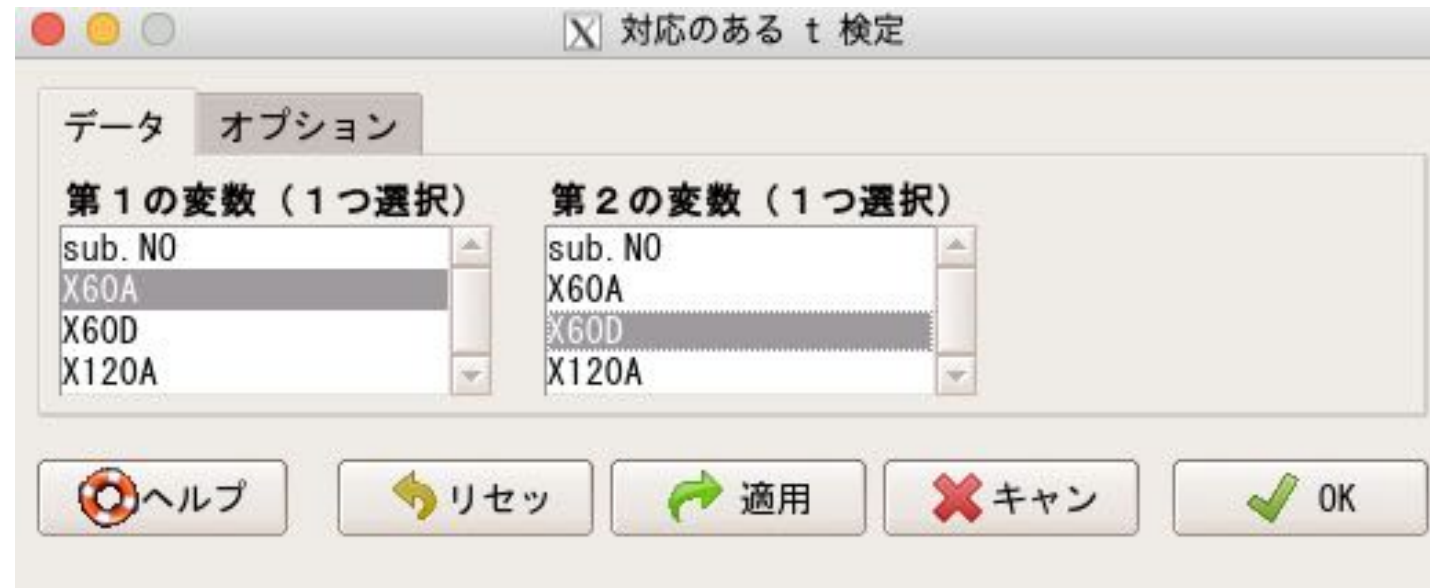 対応のある t 検定
データ オプション
第１の変数（１つ選択） 第２の変数（１つ選択）
sub.NO sub.NO
X60A X60A
X60D X60D
X120A X120A
ヘルプ リセッ 適用 キャン OK